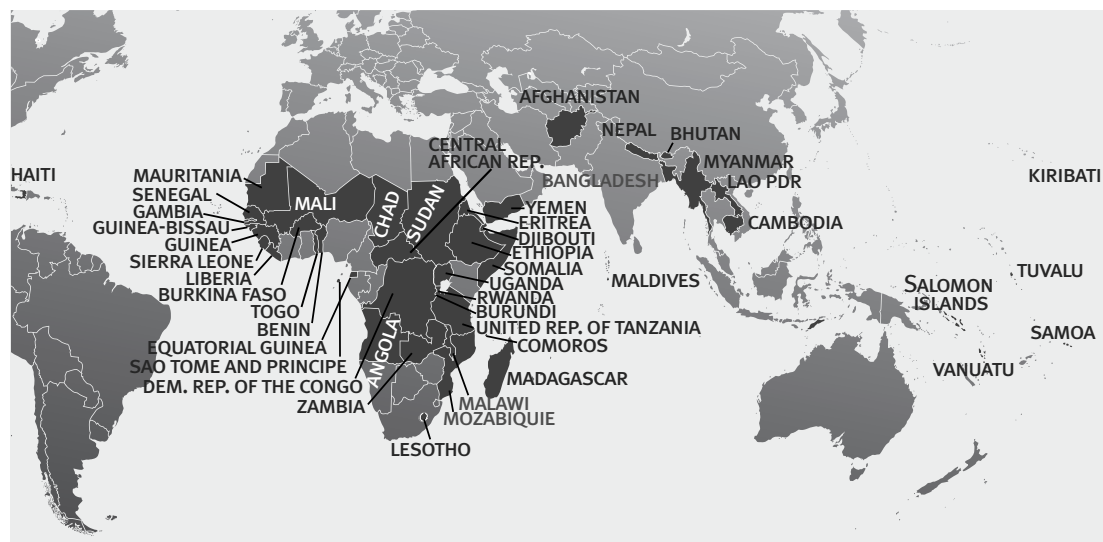 HAITI
MAURITANIA
SENEGAL
GAMBIA
GUINEA-BISSAU
GUINEA
SIERRA LEONE
LIBERIA
BURKINA FASO
TOGO
BENIN
EQUATORIAL GUINEA
SAO TOME AND PRINCIPE
DEM. REP. OF THE CONGO
ZAMBIA
MALI
CHAD
SUDAN
ANGOLA
CENTRAL
AFRICAN REP.
YEMEN
ERITREA
DJIBOUTI
ETHIOPIA
SOMALIA
UGANDA
RWANDA
BURUNDI
UNITED REP. OF TANZANIA
COMOROS
MADAGASCAR
MALAWI
MOZABIQUIE
LESOTHO
AFGHANISTAN
NEPAL
BHUTAN
MYANMAR
BANGLADESH
LAO PDR
CAMBODIA
MALDIVES
KIRIBATI
TUVALU
SOLOMON
ISLANDS
SAMOA
VANUATU